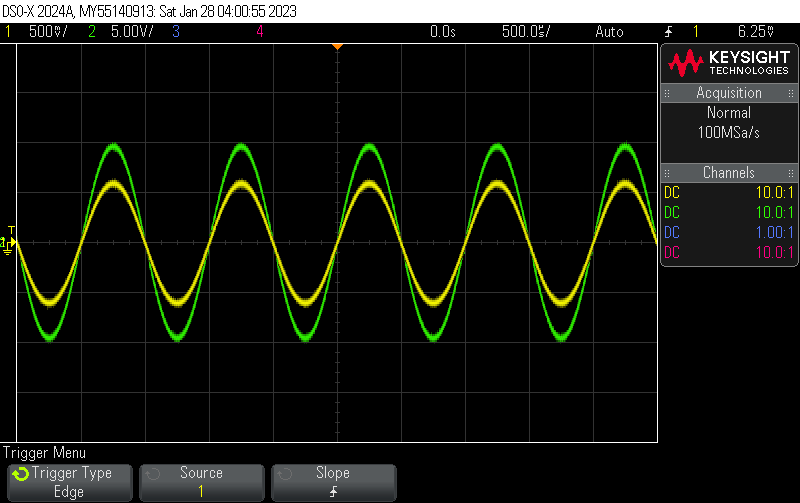 DSO-X 2024A, MY55140913: Sat Jan 28 04:00:55 2023
1 500mV/ 2 5.00V/ 3 4 0.0s 500.0us/ Auto 1 6.25mV
KEYSIGHT
TECHNOLOGIES
Acquisition
Normal
100MSa/s
Channels
DC 10.0:1
DC 10.0:1
DC 1.00:1
DC 10.0:1
T
Trigger Menu
Trigger Type Source Slope
Edge 1